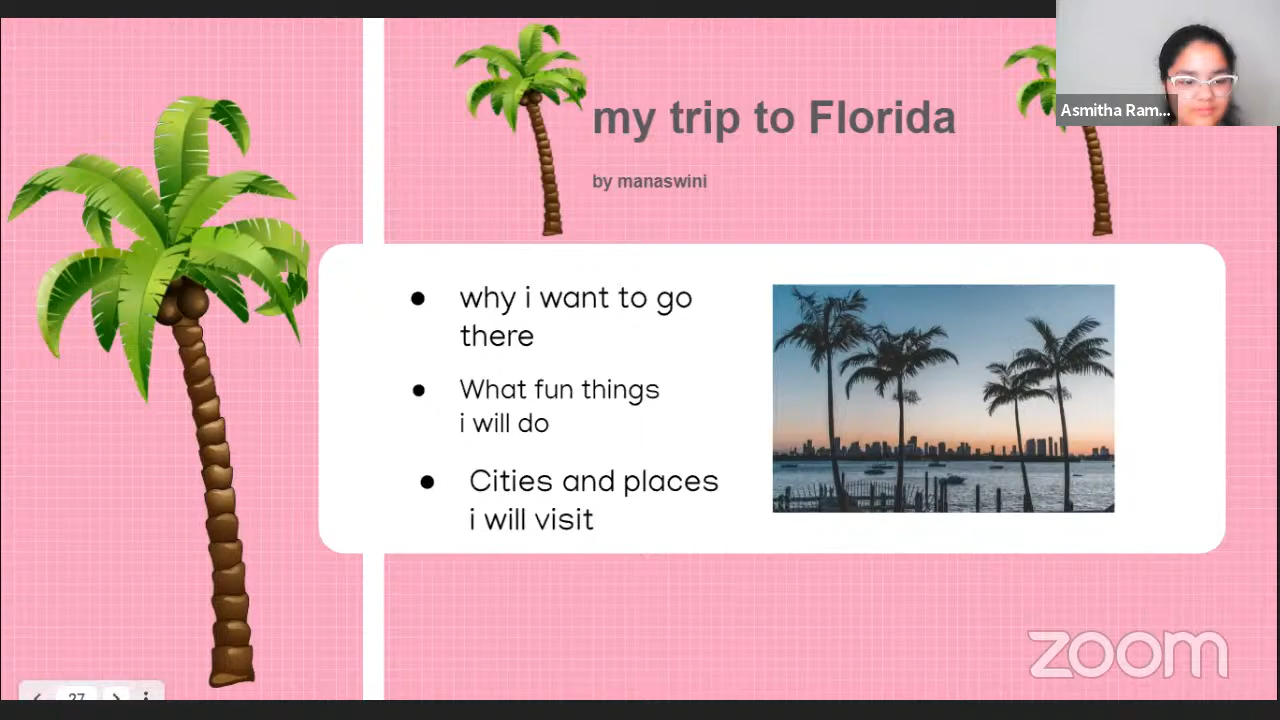 my trip to Florida
Asmitha Ram...
by manaswini
● why i want to go
there
● What fun things
i will do
● Cities and places
i will visit
27
zoom